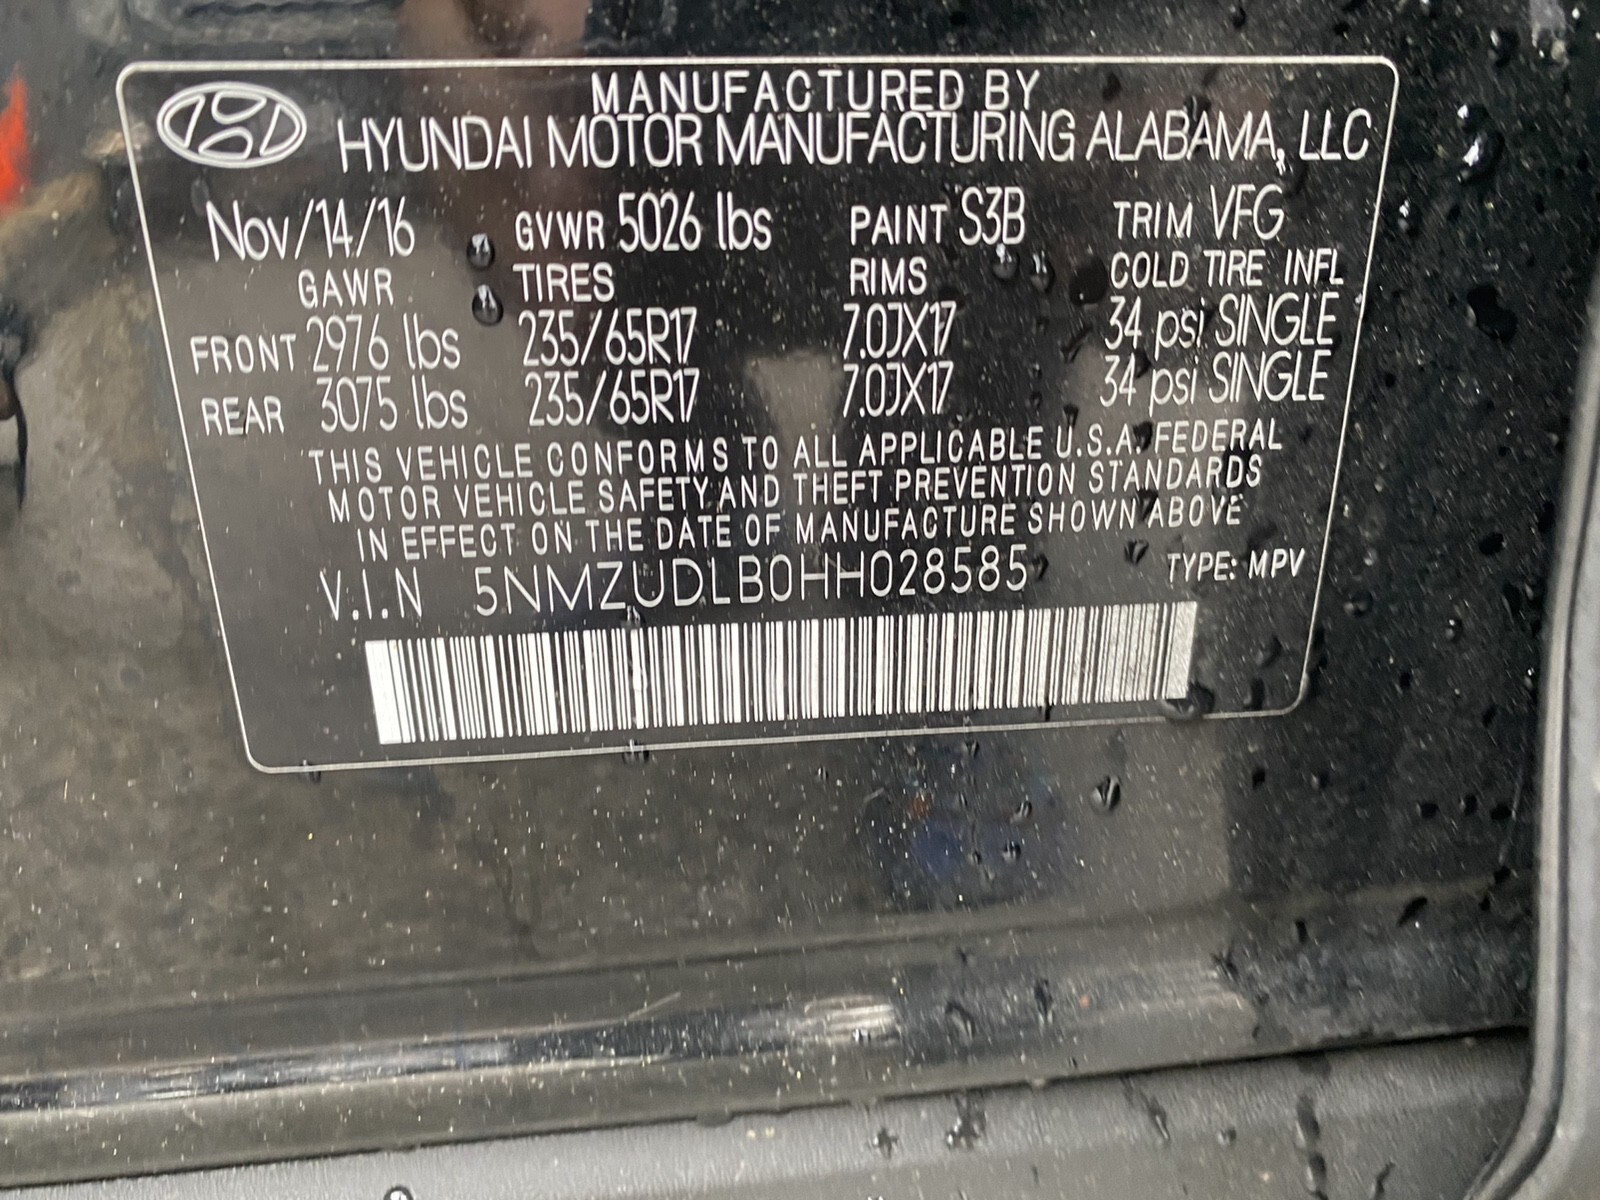 MANUFACTURED BY
HYUNDAI MOTOR MANUFACTURING ALABAMA, LLC
Nov/14/16 GVWR 5026 lbs PAINT S3B TRIM VFG
GAWR TIRES RIMS COLD TIRE INFL
FRONT 2976 lbs 235/65R17 7.0JX17 34 psi SINGLE
REAR 3075 lbs 235/65R17 7.0JX17 34 psi SINGLE
THIS VEHICLE CONFORMS TO ALL APPLICABLE U.S.A. FEDERAL
MOTOR VEHICLE SAFETY AND THEFT PREVENTION STANDARDS
IN EFFECT ON THE DATE OF MANUFACTURE SHOWN ABOVE
V.I.N 5NMZUDLB0HH028585 TYPE: MPV